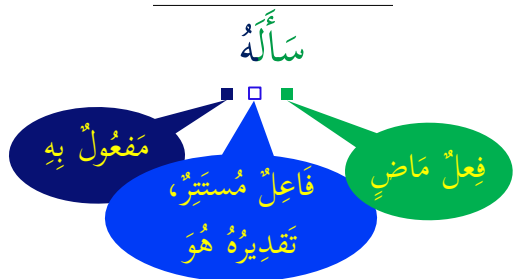 سَأَلَهُ
فِعلٌ مَاضٍ
فَاعِلٌ مُستَتِرٌ،
تَقدِيرُهُ هُوَ
مَفعُولٌ بِهِ